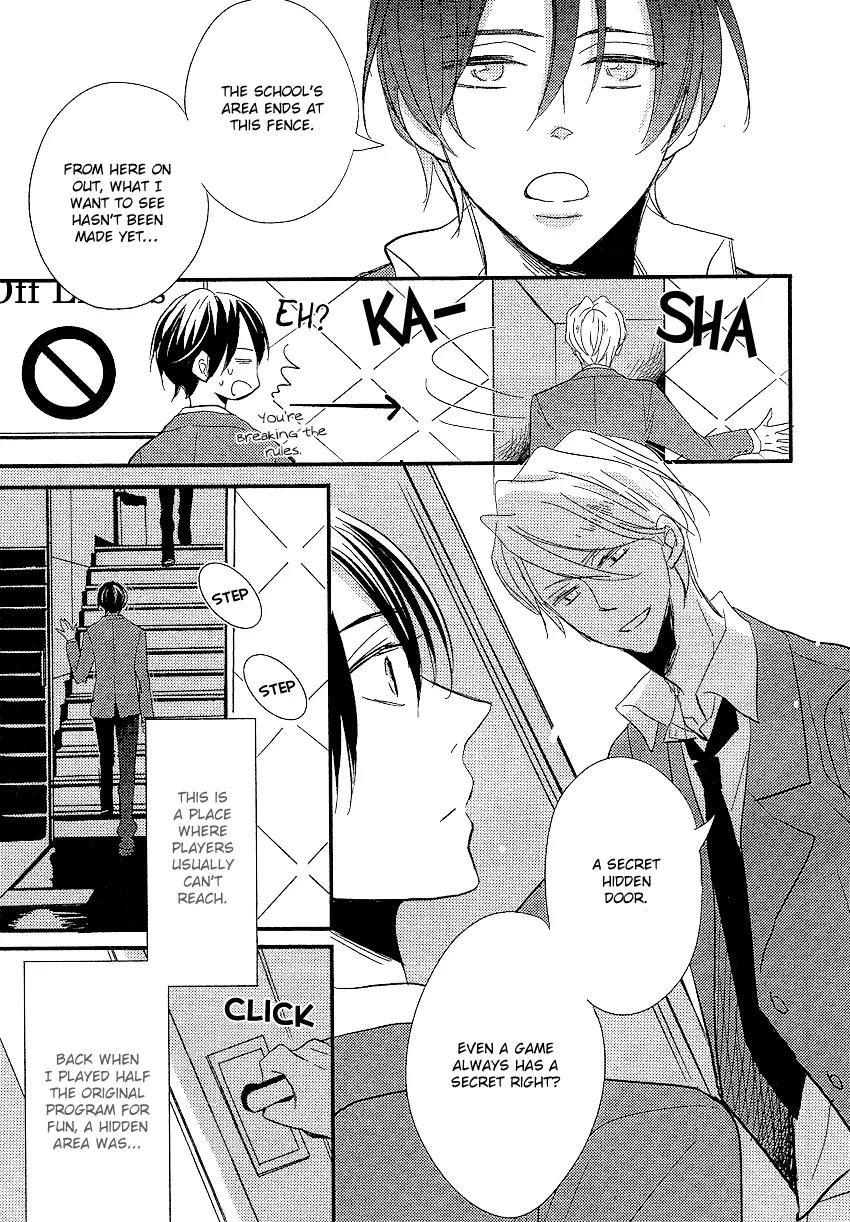 THE SCHOOL'S
AREA ENDS AT
THIS FENCE.
FROM HERE ON
OUT, WHAT I
WANT TO SEE
HASN'T BEEN
MADE YET...
Off
EH?
You're
Breaking the
rules.
KA-
SHA
A SECRET
HIDDEN
DOOR.
EVEN A GAME
ALWAYS HAS A
SECRET RIGHT?
STEP
STEP
THIS IS
A PLACE
WHERE
PLAYERS
USUALLY
CAN'T
REACH.
CLICK
BACK WHEN
I PLAYED HALF
THE ORIGINAL
PROGRAM FOR
FUN, A HIDDEN
AREA WAS...